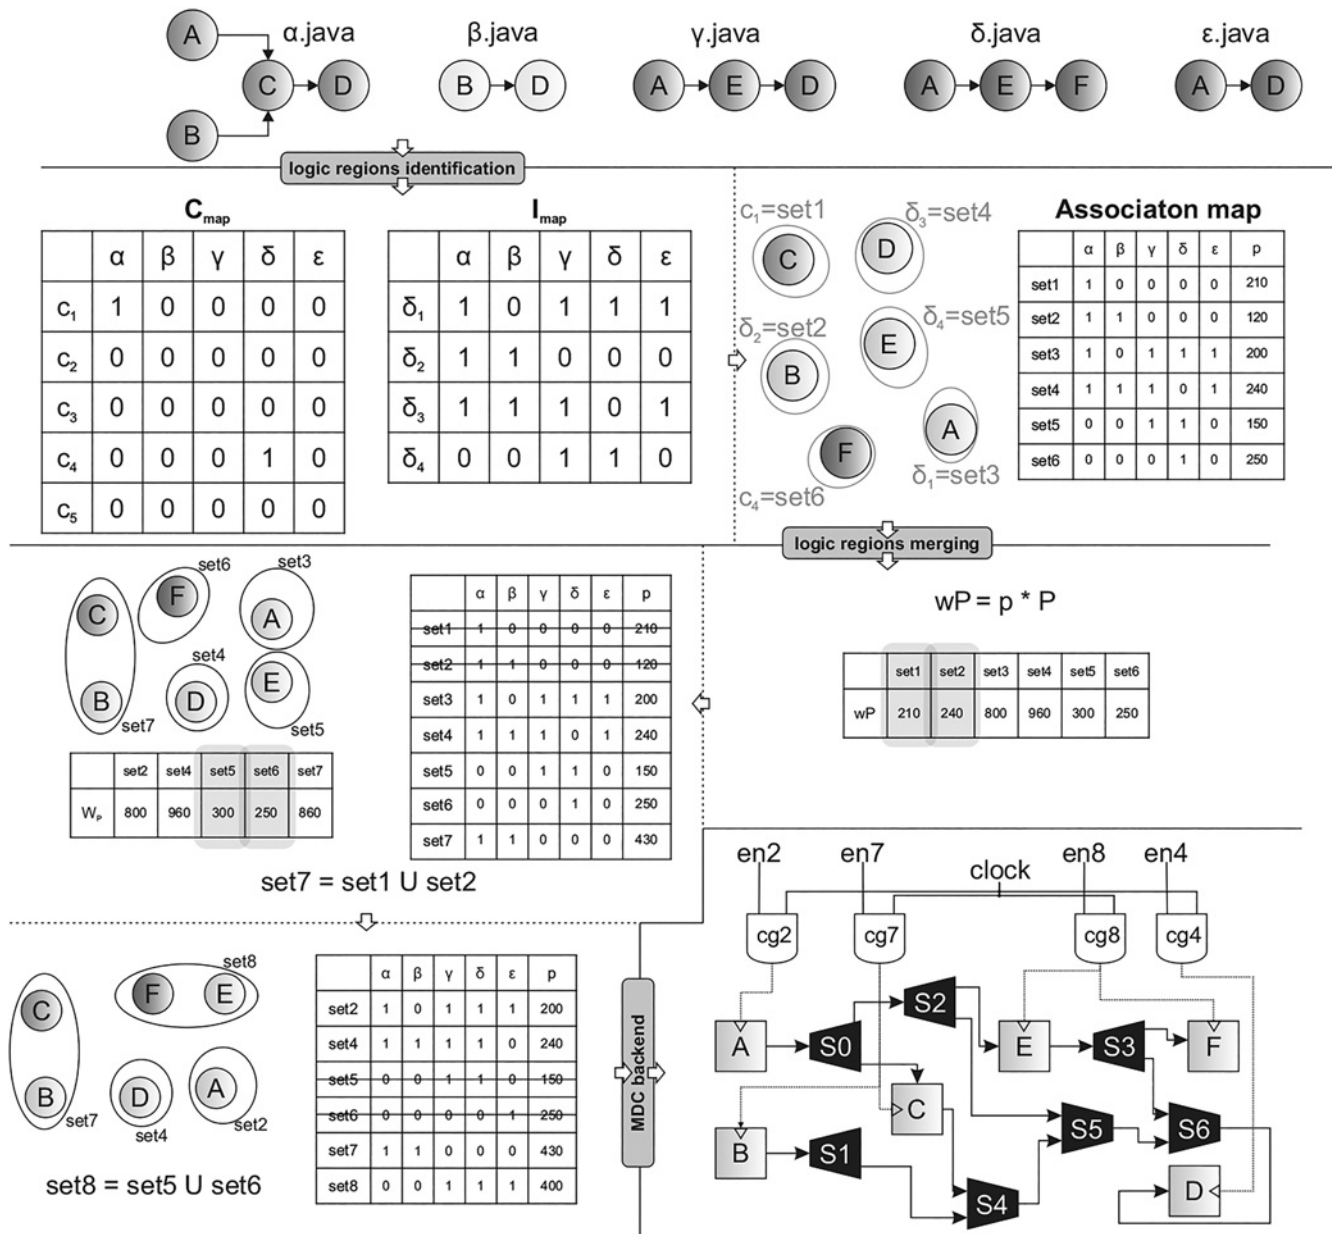 α.java β.java γ.java δ.java ε.java
A
C D B D A E D A E F A D
B
logic regions identification
Cmap
α β γ δ ε
c1 1 0 0 0 0
c2 0 0 0 0 0
c3 0 0 0 0 0
c4 0 0 0 1 0
c5 0 0 0 0 0
Imap
α β γ δ ε
δ1 1 0 1 1 1
δ2 1 1 0 0 0
δ3 1 1 1 0 1
δ4 0 0 1 1 0
c1=set1
C
δ3=set4
D
δ2=set2
B
δ4=set5
E
F
c4=set6
A
δ1=set3
Associaton map
α β γ δ ε p
set1 1 0 0 0 0 210
set2 1 1 0 0 0 120
set3 1 0 1 1 1 200
set4 1 1 1 0 1 240
set5 0 0 1 1 0 150
set6 0 0 0 1 0 250
logic regions merging
wP = p * P
set1 set2 set3 set4 set5 set6
wP 210 240 800 960 300 250
C
B
set7
set6
F
set3
A
set4
D
E
set5
set2 set4 set5 set6 set7
WP 800 960 300 250 860
α β γ δ ε p
set1 1 0 0 0 0 210
set2 1 1 0 0 0 120
set3 1 0 1 1 1 200
set4 1 1 1 0 1 240
set5 0 0 1 1 0 150
set6 0 0 0 1 0 250
set7 1 1 0 0 0 430
set7 = set1 U set2
C
B
set7
set8
F E
D
set4
A
set2
set8 = set5 U set6
α β γ δ ε p
set2 1 0 1 1 1 200
set4 1 1 1 1 0 240
set5 0 0 1 1 0 150
set6 0 0 0 0 1 250
set7 1 1 0 0 0 430
set8 0 0 1 1 1 400
MDC backend
en2 en7 en8 en4
clock
cg2 cg7 cg8 cg4
S2
A S0 E S3 F
C
B S1 S5 S6
S4 D